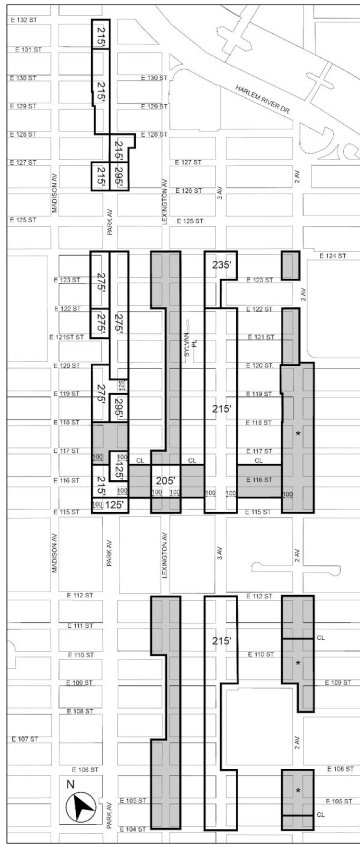 E 132 ST
215'
E 131 ST
E 130 ST
E 130 ST
215'
HARLEM RIVER DR
E 129 ST
E 129 ST
E 128 ST
E 128 ST
215'
E 127 ST
E 127 ST
215'
295'
MADISON AV
PARK AV
LEXINGTON AV
E 126 ST
3 AV
2 AV
E 125 ST
E 125 ST
235'
E 124 ST
E 123 ST
275'
E 123 ST
E 122 ST
E 122 ST
275'
275'
E 121ST ST
SYLVAN PL
E 121 ST
E 120 ST
E 120 ST
275'
E 119 ST
295'
215'
E 119 ST
E 118 ST
E 118 ST
*
E 117 ST
E 117 ST
100
100
125'
CL
CL
CL
E 116 ST
215'
205'
E 116 ST
100
100
125'
100
100
100
100
100
E 115 ST
E 115 ST
MADISON AV
PARK AV
LEXINGTON AV
3 AV
2 AV
E 112 ST
E 112 ST
E 111 ST
215'
CL
E 110 ST
E 110 ST
*
E 109 ST
E 109 ST
E 108 ST
E 107 ST
2 AV
E 106 ST
E 106 ST
N
*
PARK AV
E 105 ST
E 105 ST
CL
E 104 ST